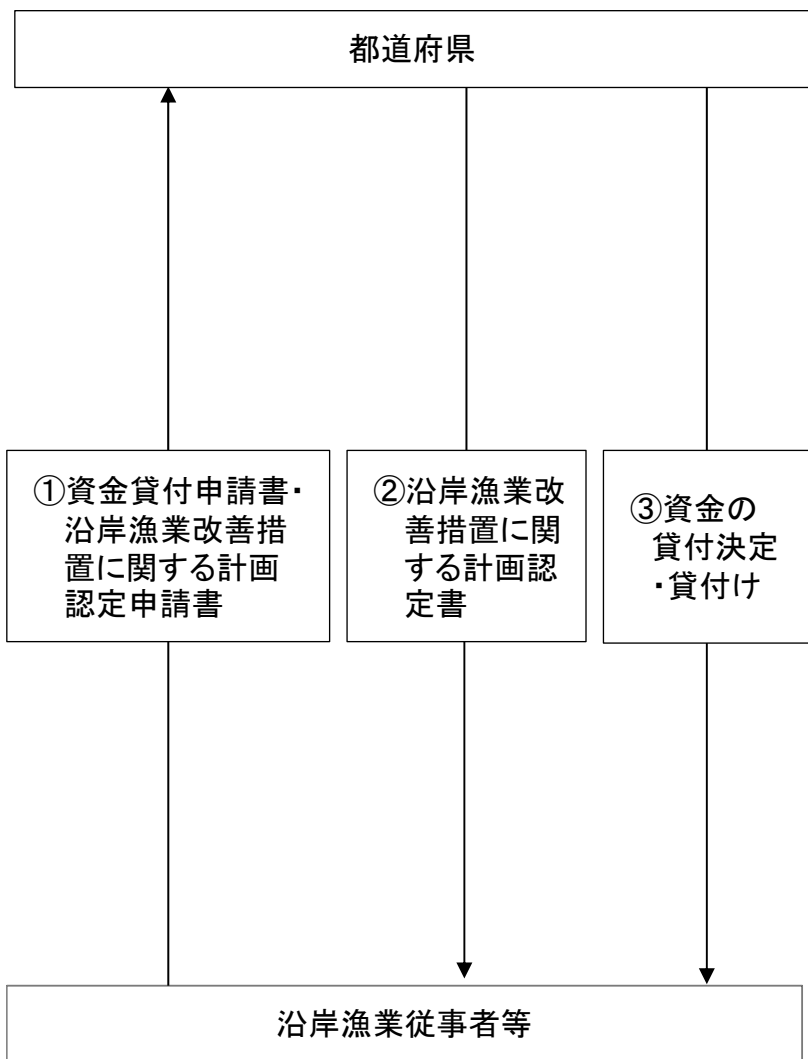 都道府県
①資金貸付申請書・
沿岸漁業改善措
置に関する計画
認定申請書
②沿岸漁業改
善措置に関
する計画認
定書
③資金の
貸付決定
・貸付け
沿岸漁業従事者等